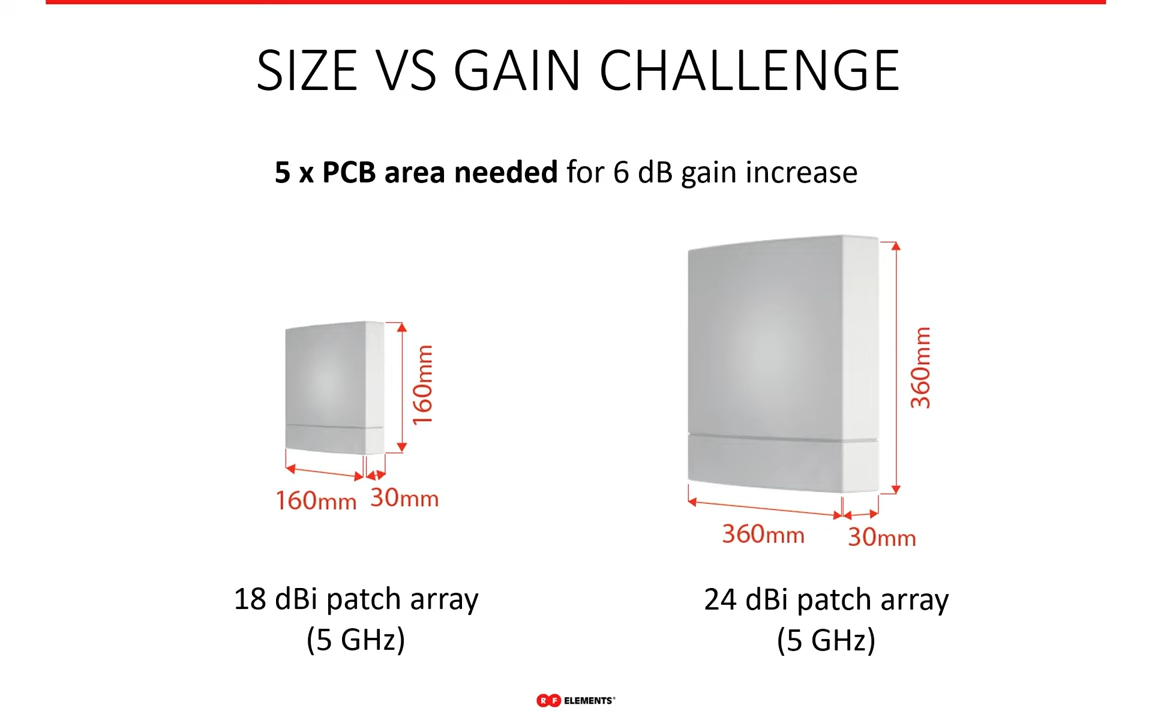 SIZE VS GAIN CHALLENGE
5 x PCB area needed for 6 dB gain increase
160mm
160mm 30mm
360mm
360mm 30mm
18 dBi patch array
(5 GHz)
24 dBi patch array
(5 GHz)
RF ELEMENTS